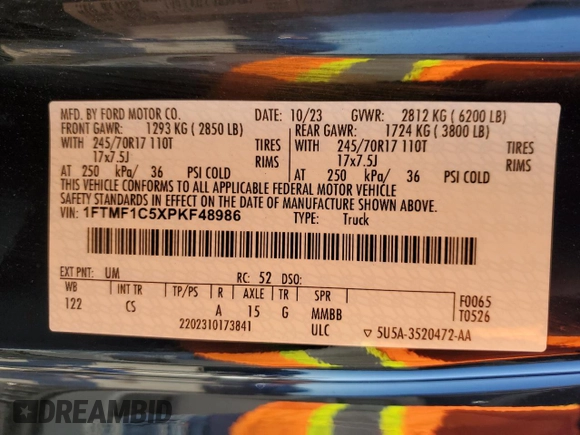 MFD. BY FORD MOTOR CO. DATE: 10/23 GVWR: 2812 KG ( 6200 LB)
FRONT GAWR: 1293 KG ( 2850 LB) REAR GAWR: 1724 KG ( 3800 LB)
WITH 245/70R17 110T TIRES WITH 245/70R17 110T TIRES
17x7.5J RIMS 17x7.5J RIMS
AT 250 kPa/ 36 PSI COLD AT 250 kPa/ 36 PSI COLD
THIS VEHICLE CONFORMS TO ALL APPLICABLE FEDERAL MOTOR VEHICLE
SAFETY STANDARDS IN EFFECT ON THE DATE OF MANUFACTURE SHOWN ABOVE.
VIN: 1FTMF1C5XPKF48986 TYPE: Truck
EXT PNT: UM RC: 52 DSO:
WB INT TR TP/PS R AXLE TR SPR F0065
122 CS A 15 G MMBB T0526
2202310173841 ULC ▽ 5U5A-3520472-AA
DREAMBID